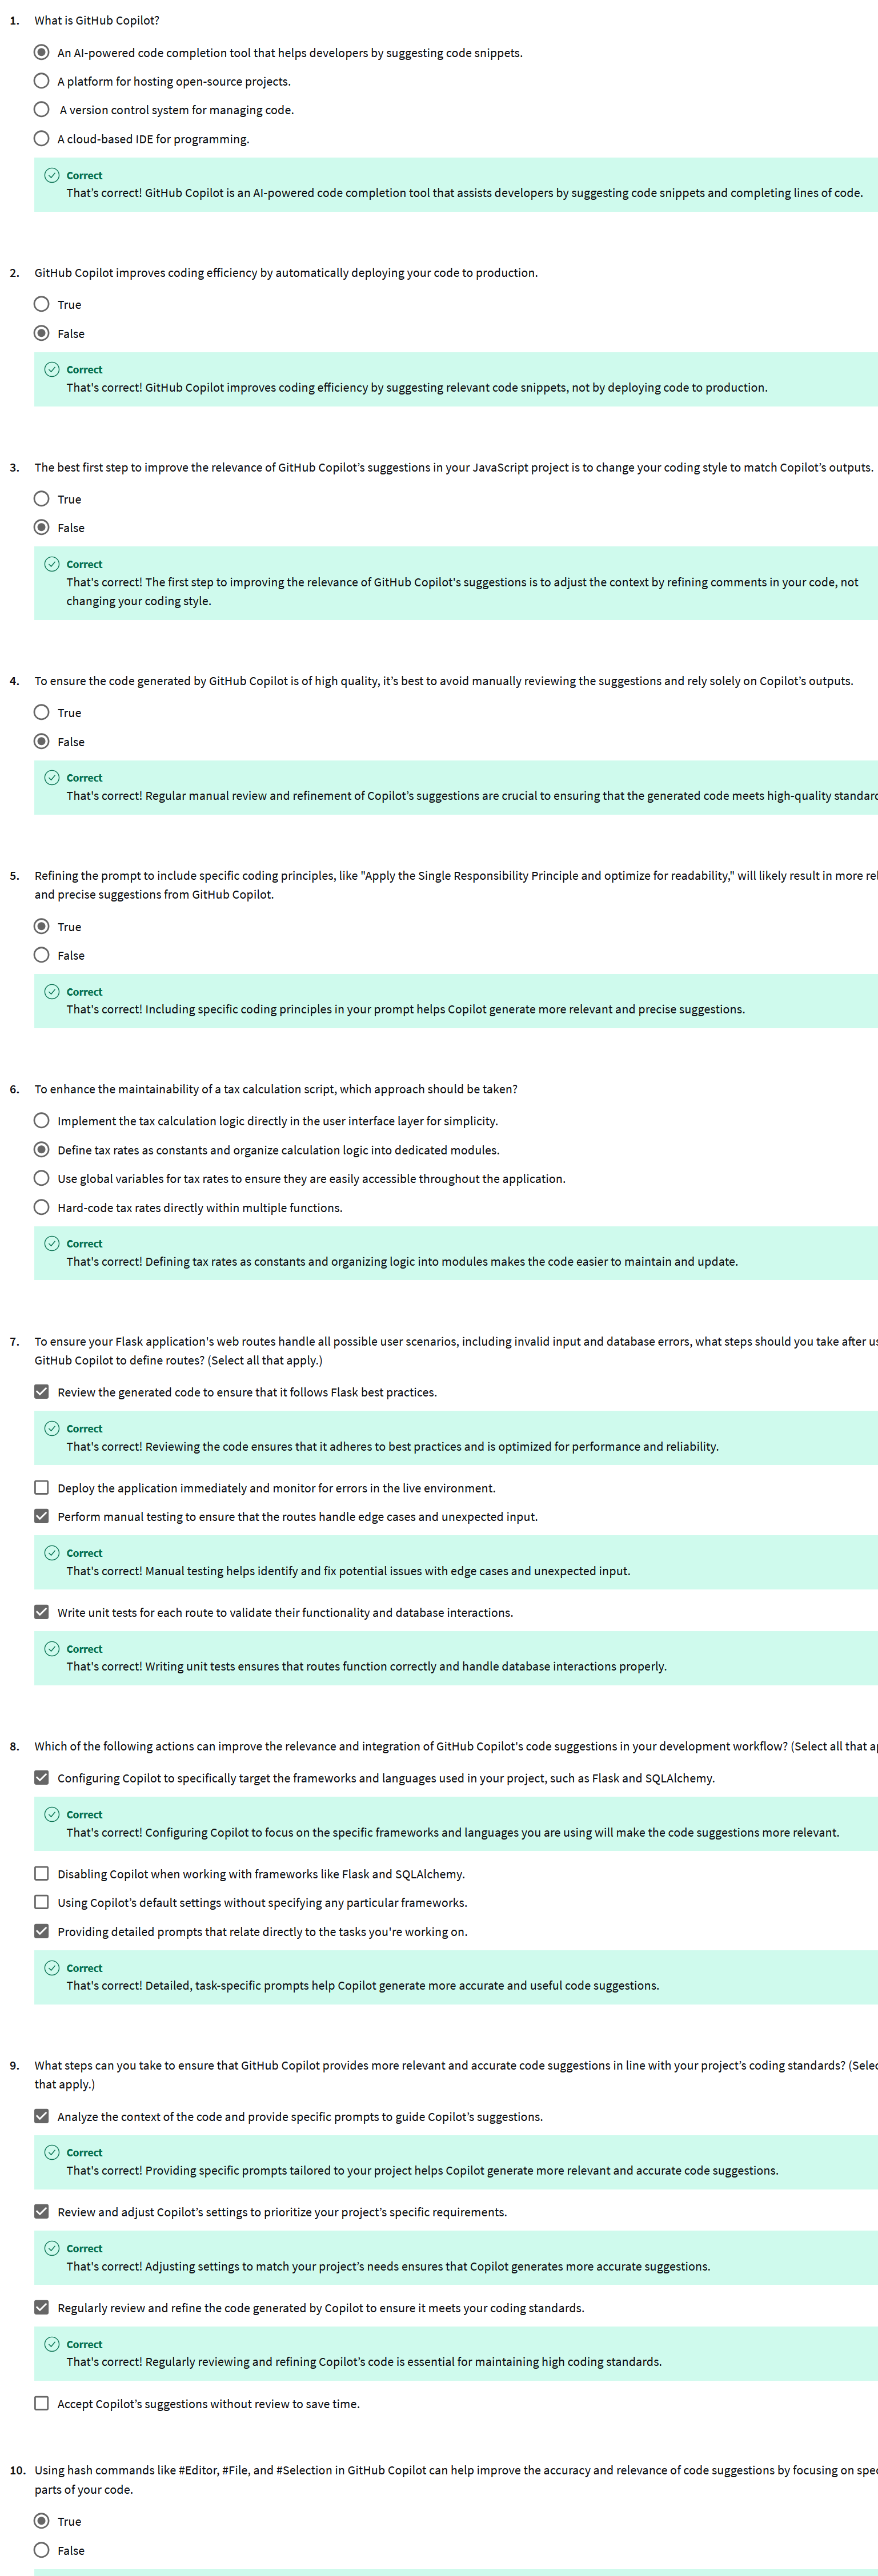 1. What is GitHub Copilot?
An AI-powered code completion tool that helps developers by suggesting code snippets.
A platform for hosting open-source projects.
A version control system for managing code.
A cloud-based IDE for programming.
Correct
That's correct! GitHub Copilot is an AI-powered code completion tool that assists developers by suggesting code snippets and completing lines of code.
2. GitHub Copilot improves coding efficiency by automatically deploying your code to production.
True
False
Correct
That's correct! GitHub Copilot improves coding efficiency by suggesting relevant code snippets, not by deploying code to production.
3. The best first step to improve the relevance of GitHub Copilot's suggestions in your JavaScript project is to change your coding style to match Copilot's outputs.
True
False
Correct
That's correct! The first step to improving the relevance of GitHub Copilot's suggestions is to adjust the context by refining comments in your code, not
changing your coding style.
4. To ensure the code generated by GitHub Copilot is of high quality, it's best to avoid manually reviewing the suggestions and rely solely on Copilot's outputs.
True
False
Correct
That's correct! Regular manual review and refinement of Copilot's suggestions are crucial to ensuring that the generated code meets high-quality
5. Refining the prompt to include specific coding principles, like "Apply the Single Responsibility Principle and optimize for readability," will likely result in more
and precise suggestions from GitHub Copilot.
True
False
Correct
That's correct! Including specific coding principles in your prompt helps Copilot generate more relevant and precise suggestions.
6. To enhance the maintainability of a tax calculation script, which approach should be taken?
Implement the tax calculation logic directly in the user interface layer for simplicity.
Define tax rates as constants and organize calculation logic into dedicated modules.
Use global variables for tax rates to ensure they are easily accessible throughout the application.
Hard-code tax rates directly within multiple functions.
Correct
That's correct! Defining tax rates as constants and organizing logic into modules makes the code easier to maintain and update.
7. To ensure your Flask application's web routes handle all possible user scenarios, including invalid input and database errors, what steps should you take after
GitHub Copilot to define routes? (Select all that apply.)
Review the generated code to ensure that it follows Flask best practices.
Correct
That's correct! Reviewing the code ensures that it adheres to best practices and is optimized for performance and reliability.
Deploy the application immediately and monitor for errors in the live environment.
Perform manual testing to ensure that the routes handle edge cases and unexpected input.
Correct
That's correct! Manual testing helps identify and fix potential issues with edge cases and unexpected input.
Write unit tests for each route to validate their functionality and database interactions.
Correct
That's correct! Writing unit tests ensures that routes function correctly and handle database interactions properly.
8. Which of the following actions can improve the relevance and integration of GitHub Copilot's code suggestions in your development workflow? (Select all that
Configuring Copilot to specifically target the frameworks and languages used in your project, such as Flask and SQLAlchemy.
Correct
That's correct! Configuring Copilot to focus on the specific frameworks and languages you are using will make the code suggestions more relevant.
Disabling Copilot when working with frameworks like Flask and SQLAlchemy.
Using Copilot's default settings without specifying any particular frameworks.
Providing detailed prompts that relate directly to the tasks you're working on.
Correct
That's correct! Detailed, task-specific prompts help Copilot generate more accurate and useful code suggestions.
9. What steps can you take to ensure that GitHub Copilot provides more relevant and accurate code suggestions in line with your project's coding standards?
that apply.)
Analyze the context of the code and provide specific prompts to guide Copilot's suggestions.
Correct
That's correct! Providing specific prompts tailored to your project helps Copilot generate more relevant and accurate code suggestions.
Review and adjust Copilot's settings to prioritize your project's specific requirements.
Correct
That's correct! Adjusting settings to match your project's needs ensures that Copilot generates more accurate suggestions.
Regularly review and refine the code generated by Copilot to ensure it meets your coding standards.
Correct
That's correct! Regularly reviewing and refining Copilot's code is essential for maintaining high coding standards.
Accept Copilot's suggestions without review to save time.
10. Using hash commands like #Editor, #File, and #Selection in GitHub Copilot can help improve the accuracy and relevance of code suggestions by focusing on
parts of your code.
True
False